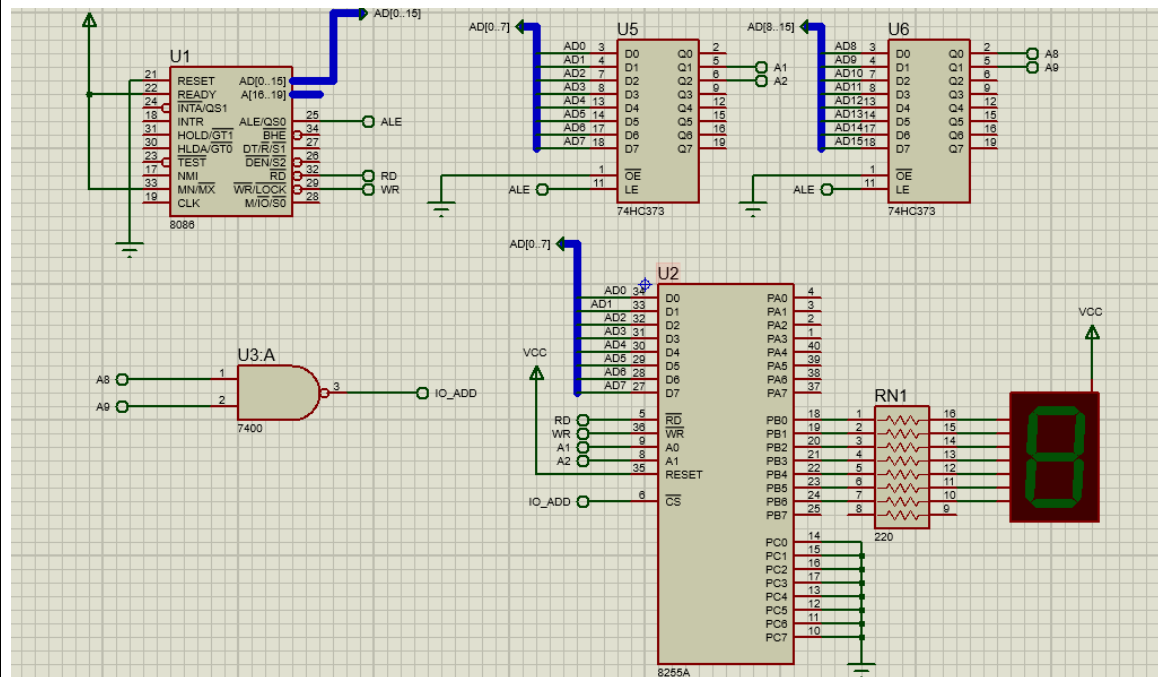 AD[0..15]
U1
21 RESET AD[0..15]
22 READY A[16..19]
24 INTA/QS1
18 INTR ALE/QS0 25 ALE
31 HOLD/GT1 BHE 34
30 HLDA/GT0 DT/R/S1 27
23 TEST DEN/S2 26
17 NMI RD 32 RD
33 MN/MX WR/LOCK 29 WR
19 CLK M/IO/S0 28
8086
AD[0..7]
U5
AD0 3 D0 Q0 2
AD1 4 D1 Q1 5 A1
AD2 7 D2 Q2 6 A2
AD3 8 D3 Q3 9
AD4 13 D4 Q4 12
AD5 14 D5 Q5 15
AD6 17 D6 Q6 16
AD7 18 D7 Q7 19
1 OE
ALE 11 LE
74HC373
AD[8..15]
U6
AD8 3 D0 Q0 2 A8
AD9 4 D1 Q1 5 A9
AD10 7 D2 Q2 6
AD11 8 D3 Q3 9
AD12 13 D4 Q4 12
AD13 14 D5 Q5 15
AD14 17 D6 Q6 16
AD15 18 D7 Q7 19
1 OE
ALE 11 LE
74HC373
U3:A
A8 1
3 IO_ADD
A9 2
7400
AD[0..7]
U2
AD0 34 D0 PA0 4
AD1 33 D1 PA1 3
AD2 32 D2 PA2 2
AD3 31 D3 PA3 1
AD4 30 D4 PA4 40
AD5 29 D5 PA5 39
AD6 28 D6 PA6 38
AD7 27 D7 PA7 37
VCC
RD 5 RD PB0 18
WR 36 WR PB1 19
A1 9 A0 PB2 20
A2 8 A1 PB3 21
35 RESET PB4 22
PB5 23
IO_ADD 6 CS PB6 24
PB7 25
PC0 14
PC1 15
PC2 16
PC3 17
PC4 13
PC5 12
PC6 11
PC7 10
8255A
RN1
1 16
2 15
3 14
4 13
5 12
6 11
7 10
8 9
220
VCC
8